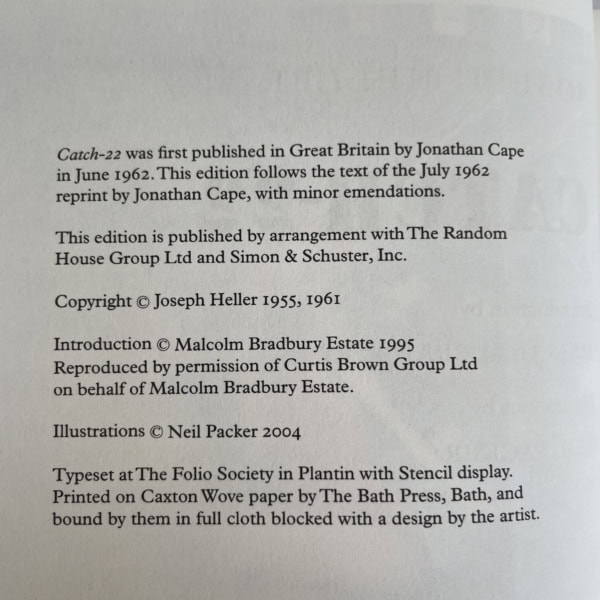 Catch-22 was first published in Great Britain by Jonathan Cape
in June 1962. This edition follows the text of the July 1962
reprint by Jonathan Cape, with minor emendations.
This edition is published by arrangement with The Random
House Group Ltd and Simon & Schuster, Inc.
Copyright © Joseph Heller 1955, 1961
Introduction © Malcolm Bradbury Estate 1995
Reproduced by permission of Curtis Brown Group Ltd
on behalf of Malcolm Bradbury Estate.
Illustrations © Neil Packer 2004
Typeset at The Folio Society in Plantin with Stencil display.
Printed on Caxton Wove paper by The Bath Press, Bath, and
bound by them in full cloth blocked with a design by the artist.